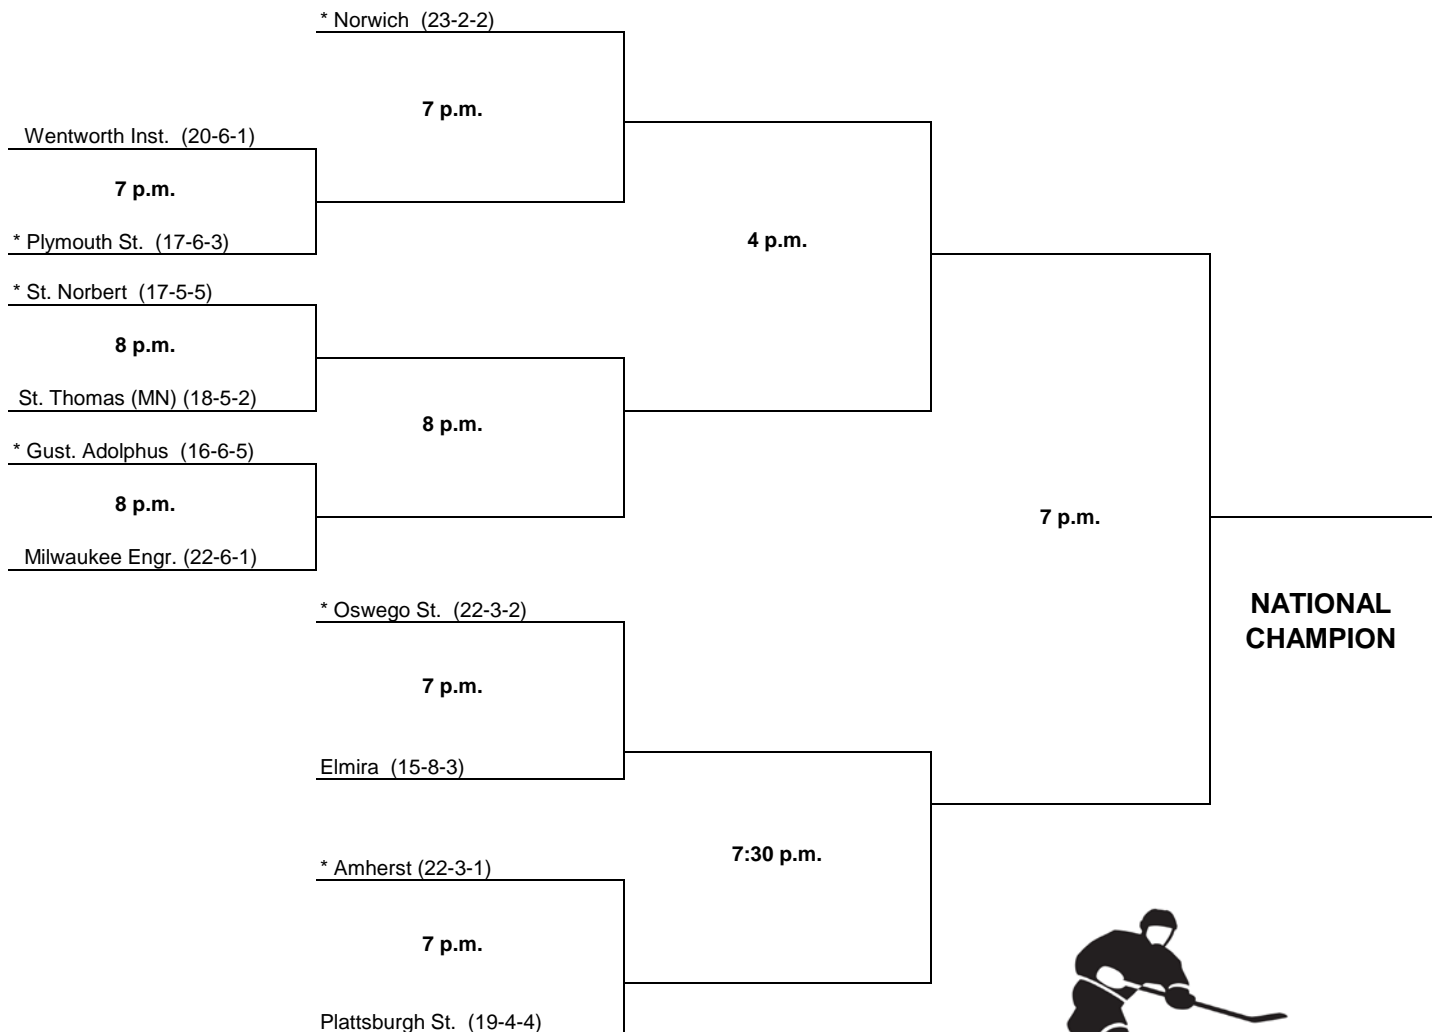 * Norwich (23-2-2)
7 p.m.
Wentworth Inst. (20-6-1)
7 p.m.
* Plymouth St. (17-6-3)
4 p.m.
* St. Norbert (17-5-5)
8 p.m.
St. Thomas (MN) (18-5-2)
8 p.m.
* Gust. Adolphus (16-6-5)
8 p.m.
Milwaukee Engr. (22-6-1)
7 p.m.
NATIONAL
CHAMPION
* Oswego St. (22-3-2)
7 p.m.
Elmira (15-8-3)
7:30 p.m.
* Amherst (22-3-1)
7 p.m.
Plattsburgh St. (19-4-4)